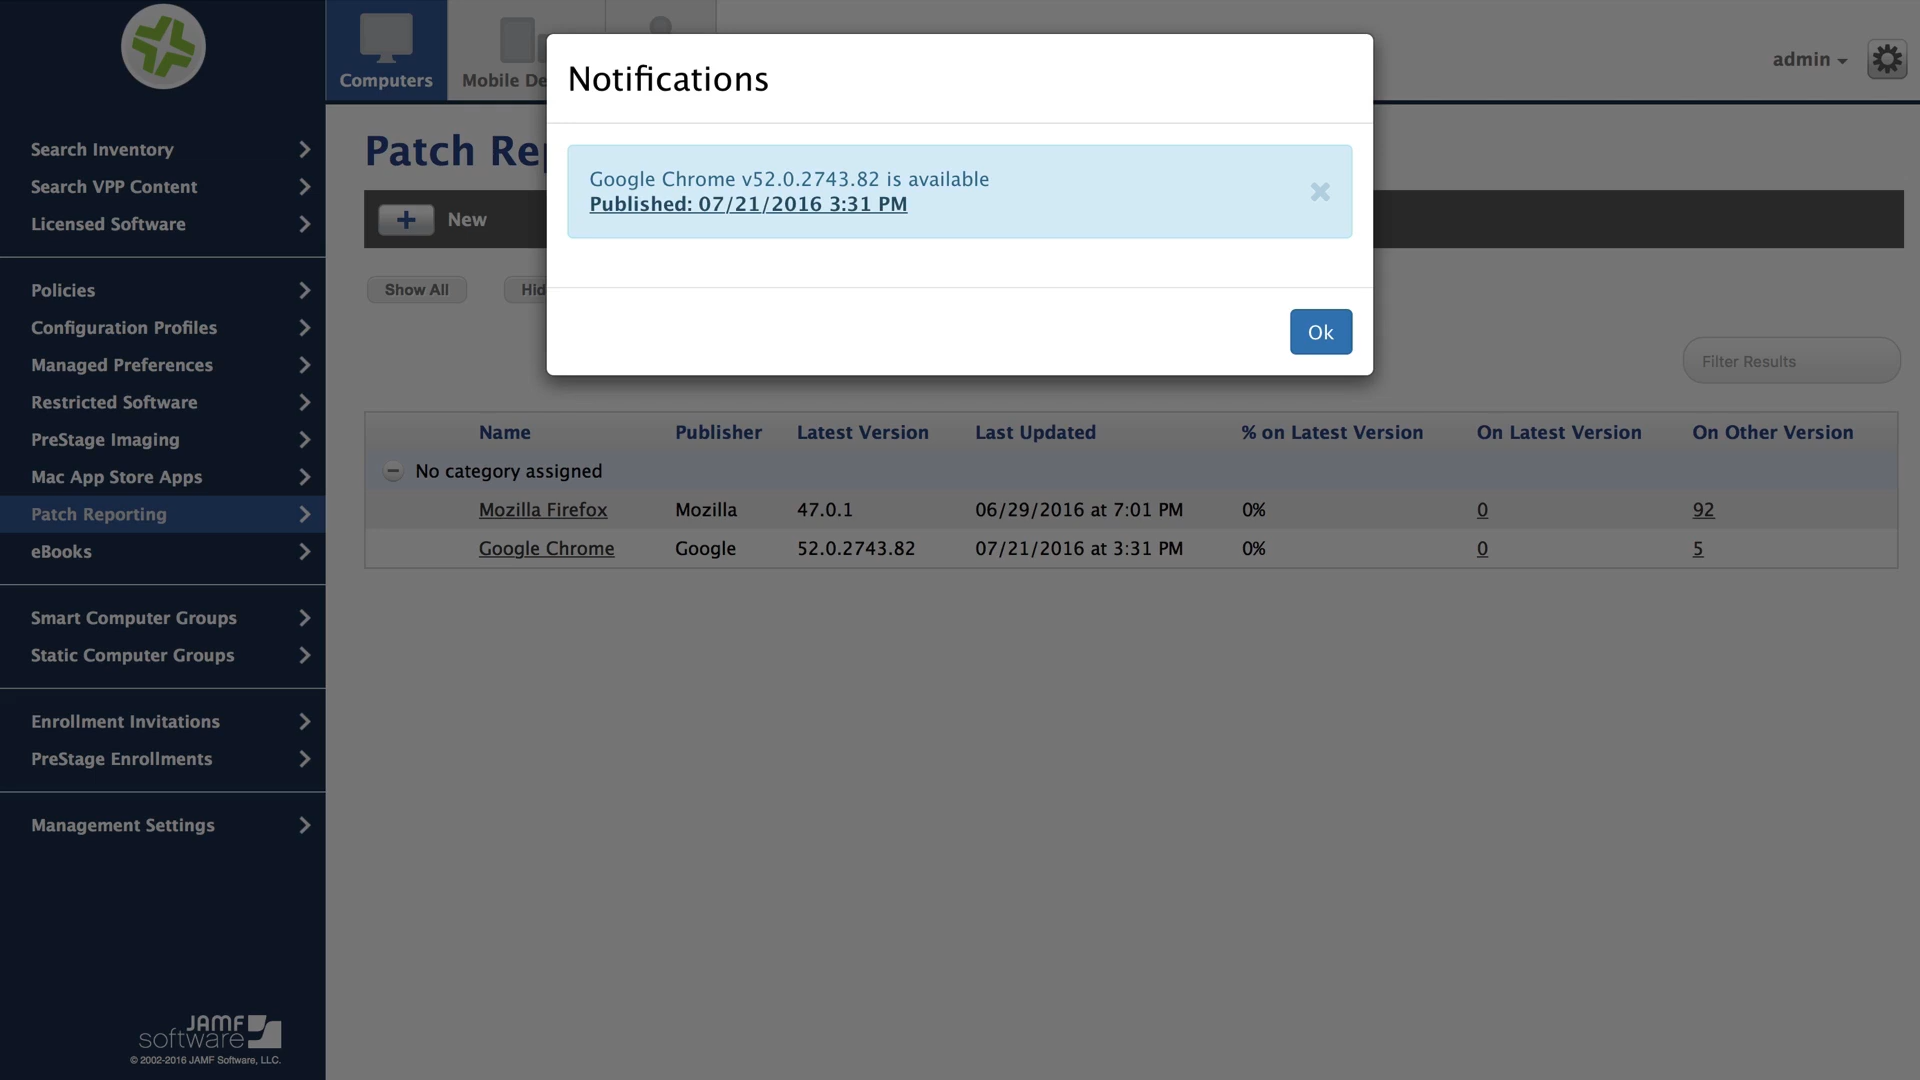 Computers
Mobile De
admin
Notifications
Google Chrome v52.0.2743.82 is available
Published: 07/21/2016 3:31 PM
Ok
Search Inventory
Search VPP Content
Licensed Software
Policies
Configuration Profiles
Managed Preferences
Restricted Software
PreStage Imaging
Mac App Store Apps
Patch Reporting
eBooks
Smart Computer Groups
Static Computer Groups
Enrollment Invitations
PreStage Enrollments
Management Settings
JAMF
software
© 2002-2016 JAMF Software, LLC.
Patch Rep
New
Show All
Hid
Filter Results
Name Publisher Latest Version Last Updated % on Latest Version On Latest Version On Other Version
No category assigned
Mozilla Firefox Mozilla 47.0.1 06/29/2016 at 7:01 PM 0% 0 92
Google Chrome Google 52.0.2743.82 07/21/2016 at 3:31 PM 0% 0 5